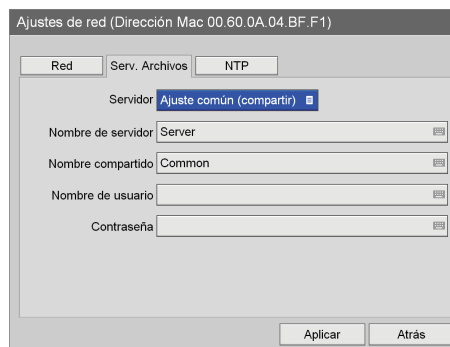 Ajustes de red (Dirección Mac 00.60.0A.04.BF.F1)
Red Serv. Archivos NTP
Servidor Ajuste común (compartir)
Nombre de servidor Server
Nombre compartido Common
Nombre de usuario
Contraseña
Aplicar Atrás